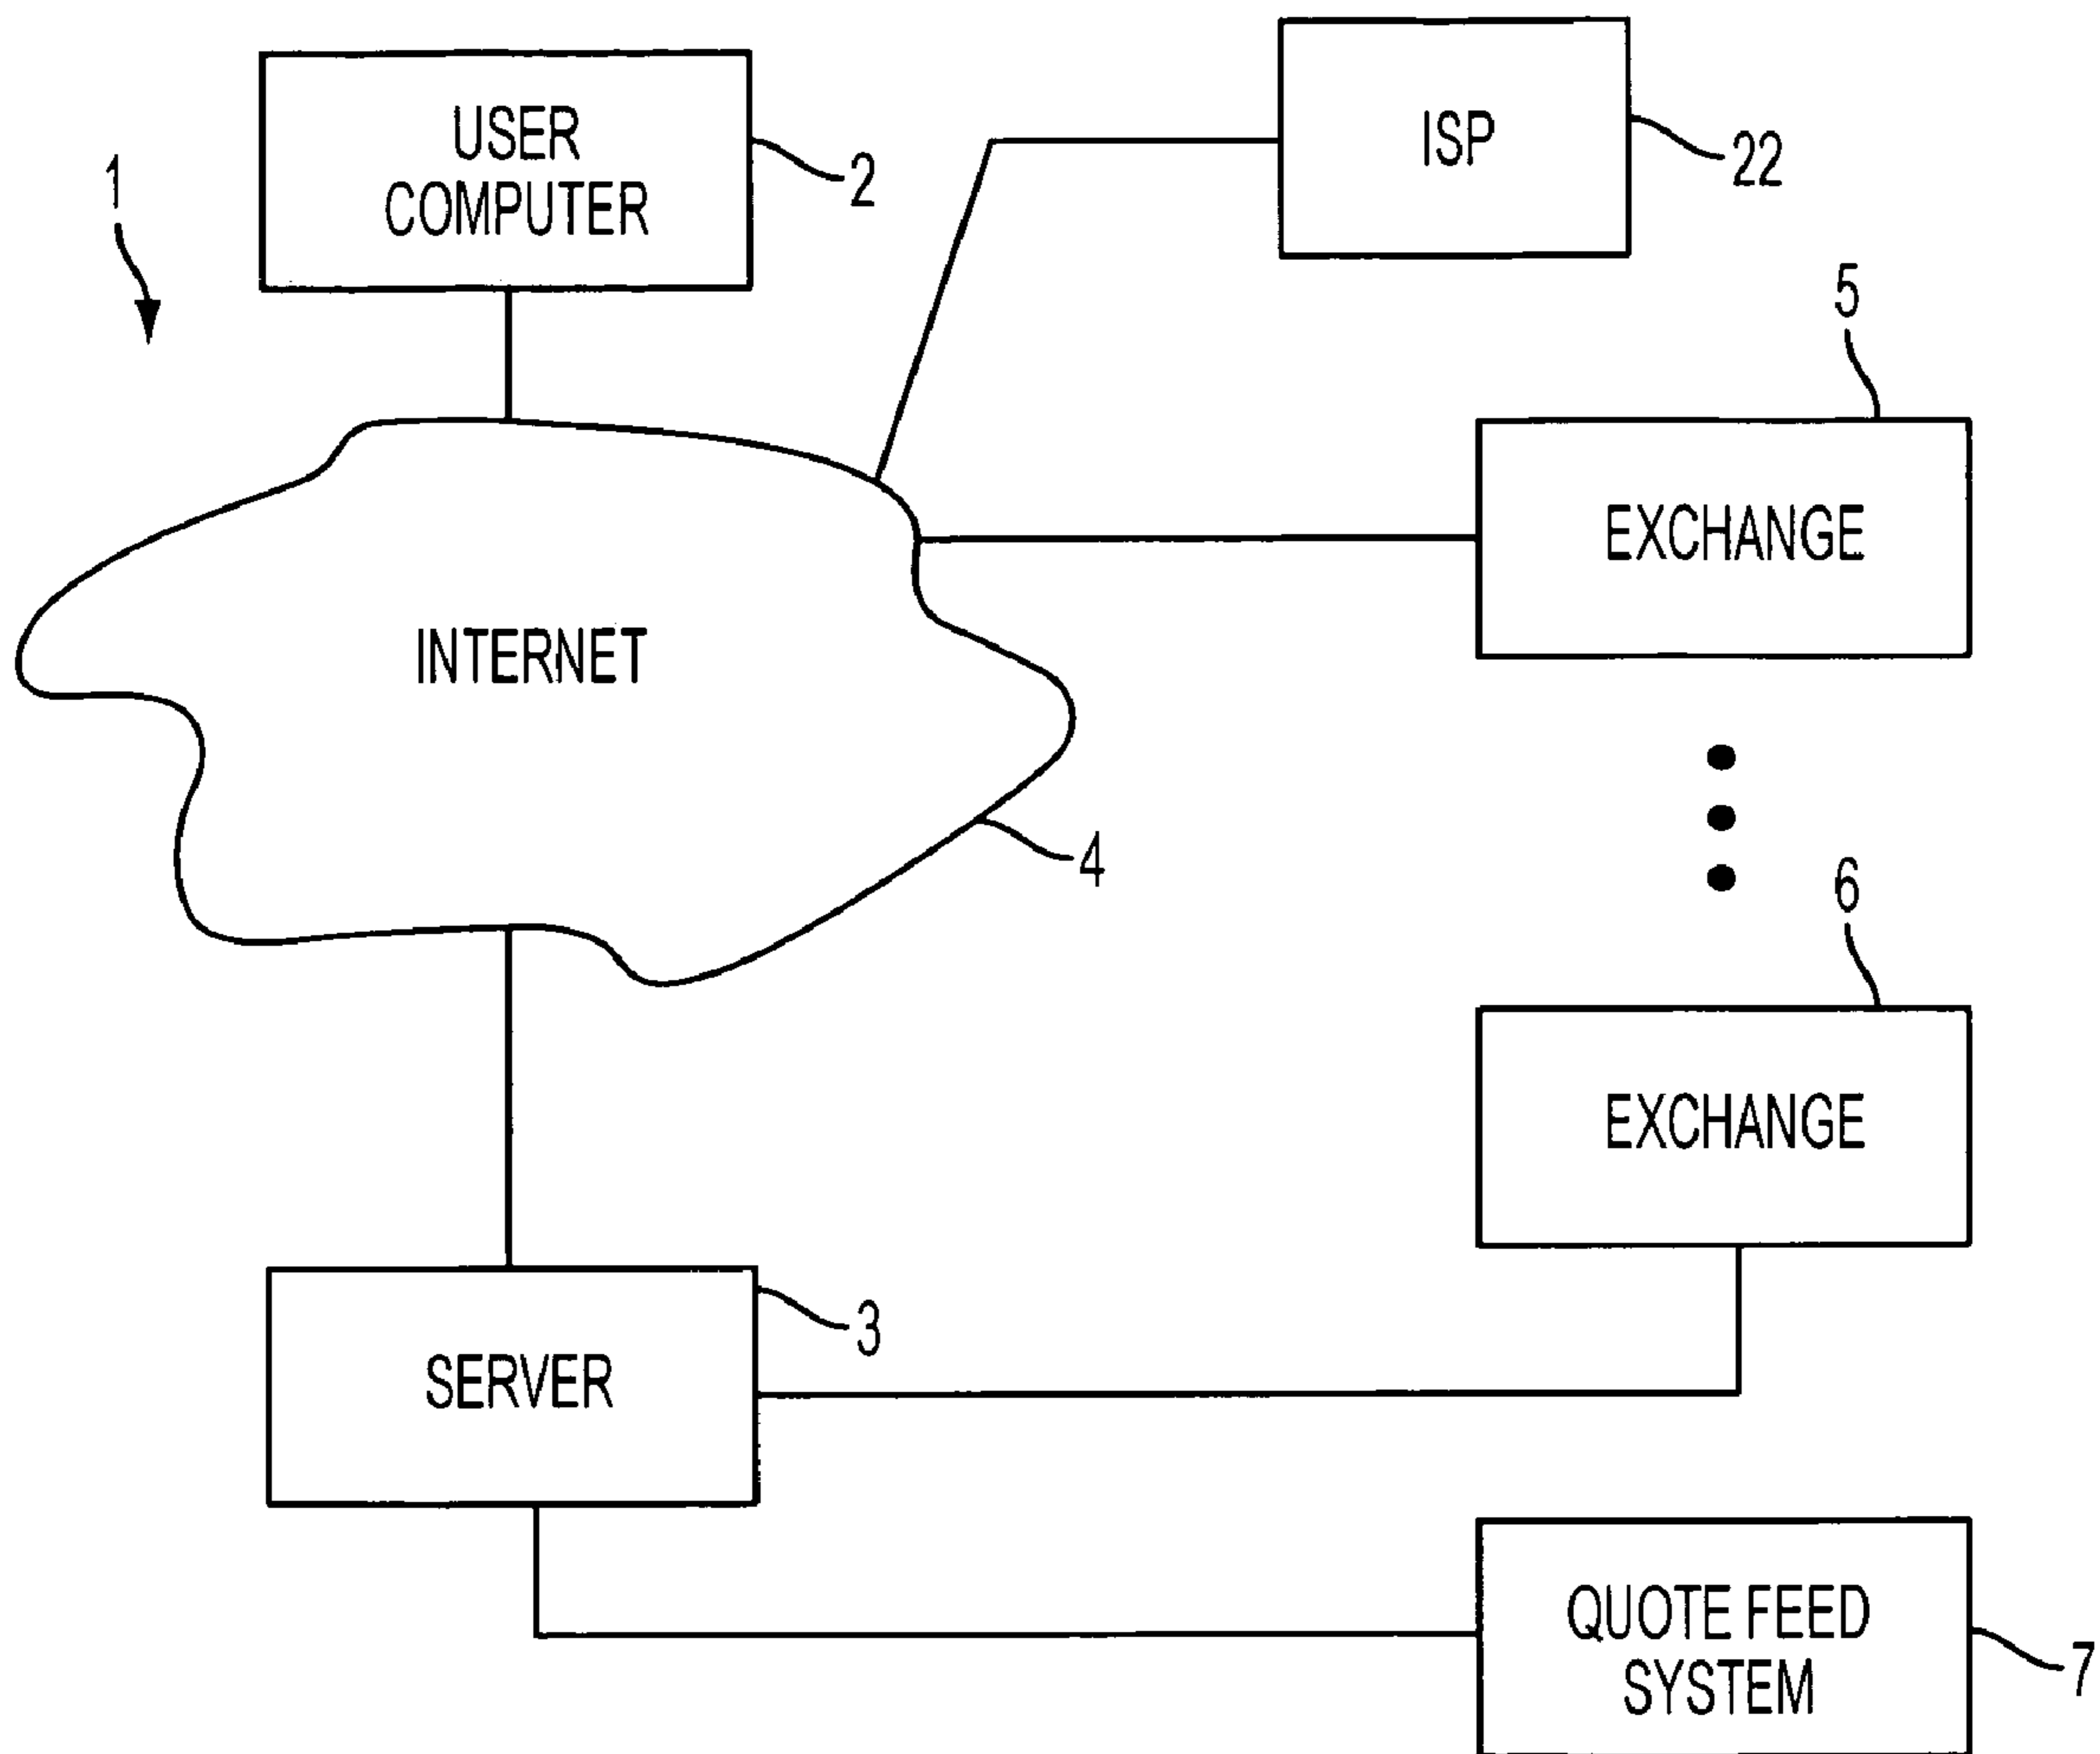 1
USER
COMPUTER
2
ISP
22
5
EXCHANGE
INTERNET
4
6
EXCHANGE
3
SERVER
QUOTE FEED
SYSTEM
7